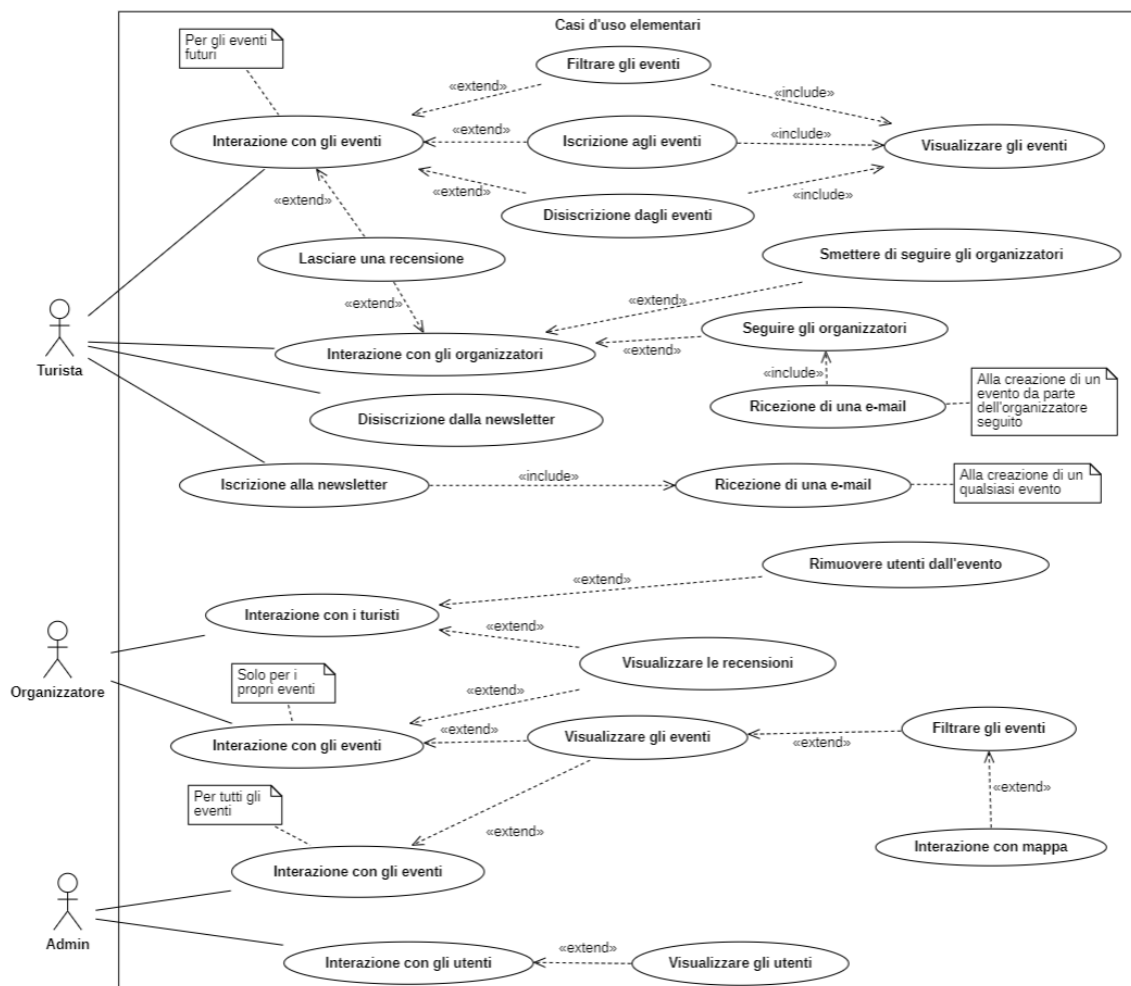 Casi d'uso elementari
Per gli eventi
futuri
Filtrare gli eventi
«extend»
«include»
Interazione con gli eventi
«extend»
Iscrizione agli eventi
«include»
Visualizzare gli eventi
«extend»
Disiscrizione dagli eventi
«include»
«extend»
Lasciare una recensione
Smettere di seguire gli organizzatori
«extend»
«extend»
Seguire gli organizzatori
«extend»
Interazione con gli organizzatori
Turista
«include»
Alla creazione di un
evento da parte
dell'organizzatore
seguito
Ricezione di una e-mail
Disiscrizione dalla newsletter
Iscrizione alla newsletter
«include»
Ricezione di una e-mail
Alla creazione di un
qualsiasi evento
Rimuovere utenti dall'evento
«extend»
Interazione con i turisti
«extend»
Visualizzare le recensioni
Organizzatore
Solo per i
propri eventi
«extend»
Interazione con gli eventi
«extend»
Visualizzare gli eventi
«extend»
Filtrare gli eventi
Per tutti gli
eventi
«extend»
«extend»
Interazione con mappa
Interazione con gli eventi
Admin
Interazione con gli utenti
«extend»
Visualizzare gli utenti